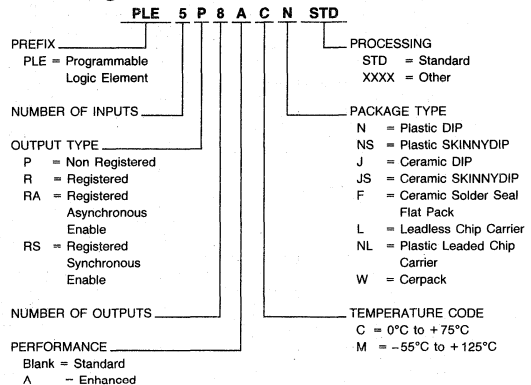 PLE 5 P 8 A C N STD
PREFIX
PLE = Programmable
Logic Element
NUMBER OF INPUTS
OUTPUT TYPE
P = Non Registered
R = Registered
RA = Registered
Asynchronous
Enable
RS = Registered
Synchronous
Enable
NUMBER OF OUTPUTS
PERFORMANCE
Blank = Standard
A = Enhanced
PROCESSING
STD = Standard
XXXX = Other
PACKAGE TYPE
N = Plastic DIP
NS = Plastic SKINNYDIP
J = Ceramic DIP
JS = Ceramic SKINNYDIP
F = Ceramic Solder Seal
Flat Pack
L = Leadless Chip Carrier
NL = Plastic Leaded Chip
Carrier
W = Cerpack
TEMPERATURE CODE
C = 0°C to +75°C
M = −55°C to +125°C